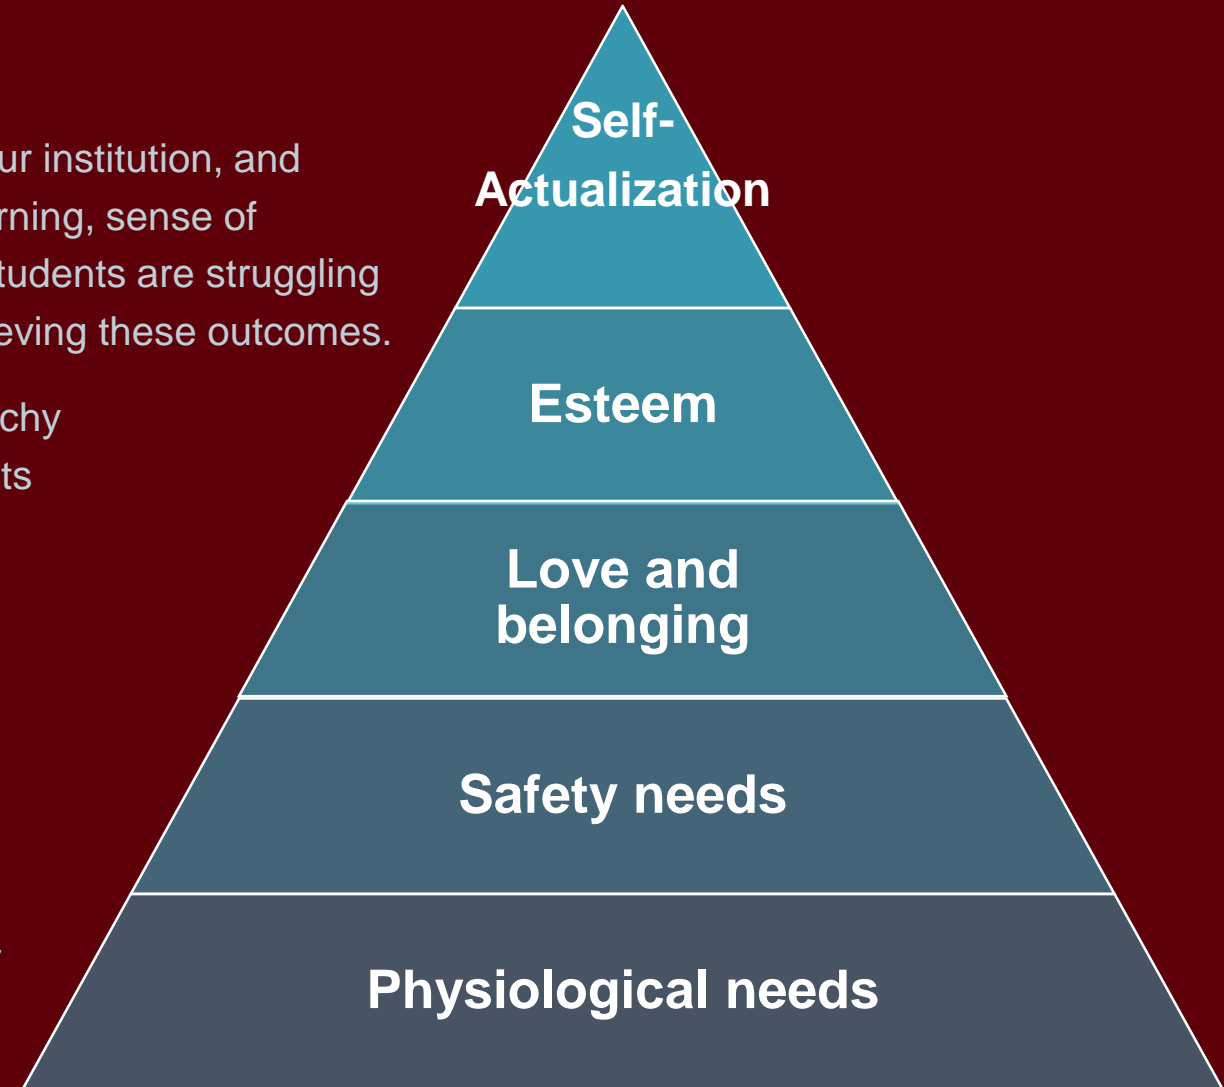 ur institution, and
rning, sense of
tudents are struggling
eving these outcomes.
chy
ts
Self-
Actualization
Esteem
Love and
belonging
Safety needs
Physiological needs